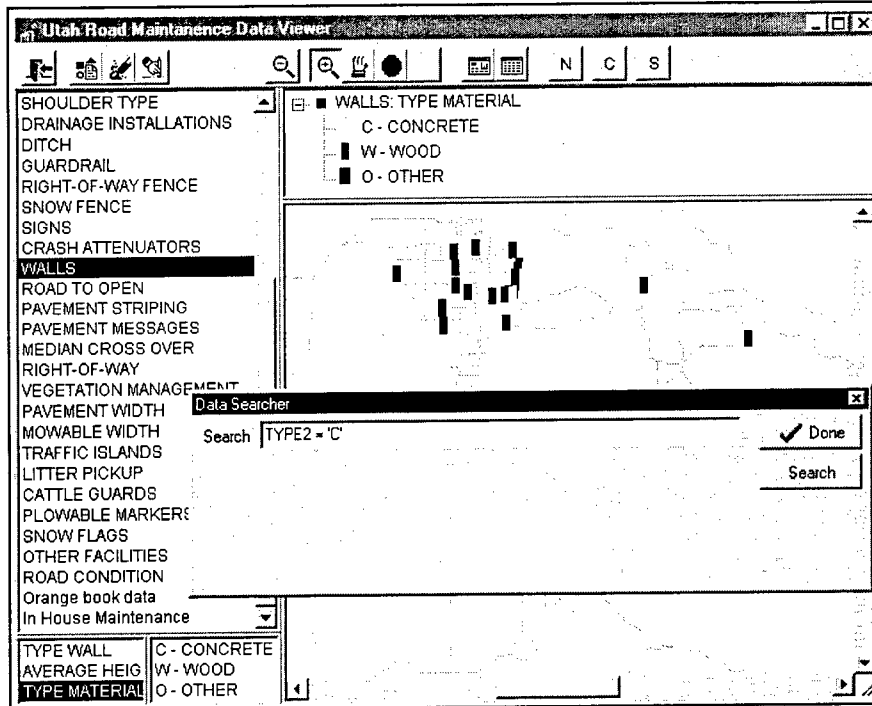 Utah Road Maintanence Data Viewer
N C S
SHOULDER TYPE
DRAINAGE INSTALLATIONS
DITCH
GUARDRAIL
RIGHT-OF-WAY FENCE
SNOW FENCE
SIGNS
CRASH ATTENUATORS
WALLS
ROAD TO OPEN
PAVEMENT STRIPING
PAVEMENT MESSAGES
MEDIAN CROSS OVER
RIGHT-OF-WAY
VEGETATION MANAGEMENT
PAVEMENT WIDTH
MOWABLE WIDTH
TRAFFIC ISLANDS
LITTER PICKUP
CATTLE GUARDS
PLOWABLE MARKERS
SNOW FLAGS
OTHER FACILITIES
ROAD CONDITION
Orange book data
In House Maintenance
TYPE WALL
AVERAGE HEIG
TYPE MATERIAL
C - CONCRETE
W - WOOD
O - OTHER
WALLS: TYPE MATERIAL
C - CONCRETE
W - WOOD
O - OTHER
Data Searcher
Search TYPE2 = 'C'
Done
Search